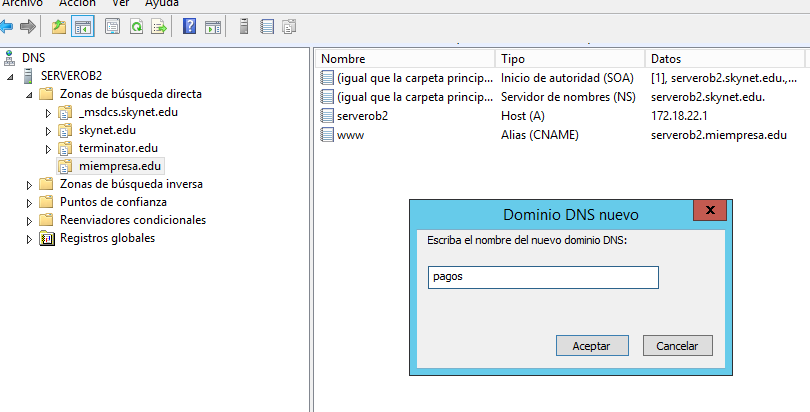 Archivo Acción Ver Ayuda
DNS
SERVEROB2
Zonas de búsqueda directa
_msdcs.skynet.edu
skynet.edu
terminator.edu
miempresa.edu
Zonas de búsqueda inversa
Puntos de confianza
Reenviadores condicionales
Registros globales
Nombre Tipo Datos
(igual que la carpeta princip... Inicio de autoridad (SOA) [1], serverob2.skynet.edu.,...
(igual que la carpeta princip... Servidor de nombres (NS) serverob2.skynet.edu.
serverob2 Host (A) 172.18.22.1
www Alias (CNAME) serverob2.miempresa.edu
Dominio DNS nuevo
x
Escriba el nombre del nuevo dominio DNS:
pagos
Aceptar Cancelar